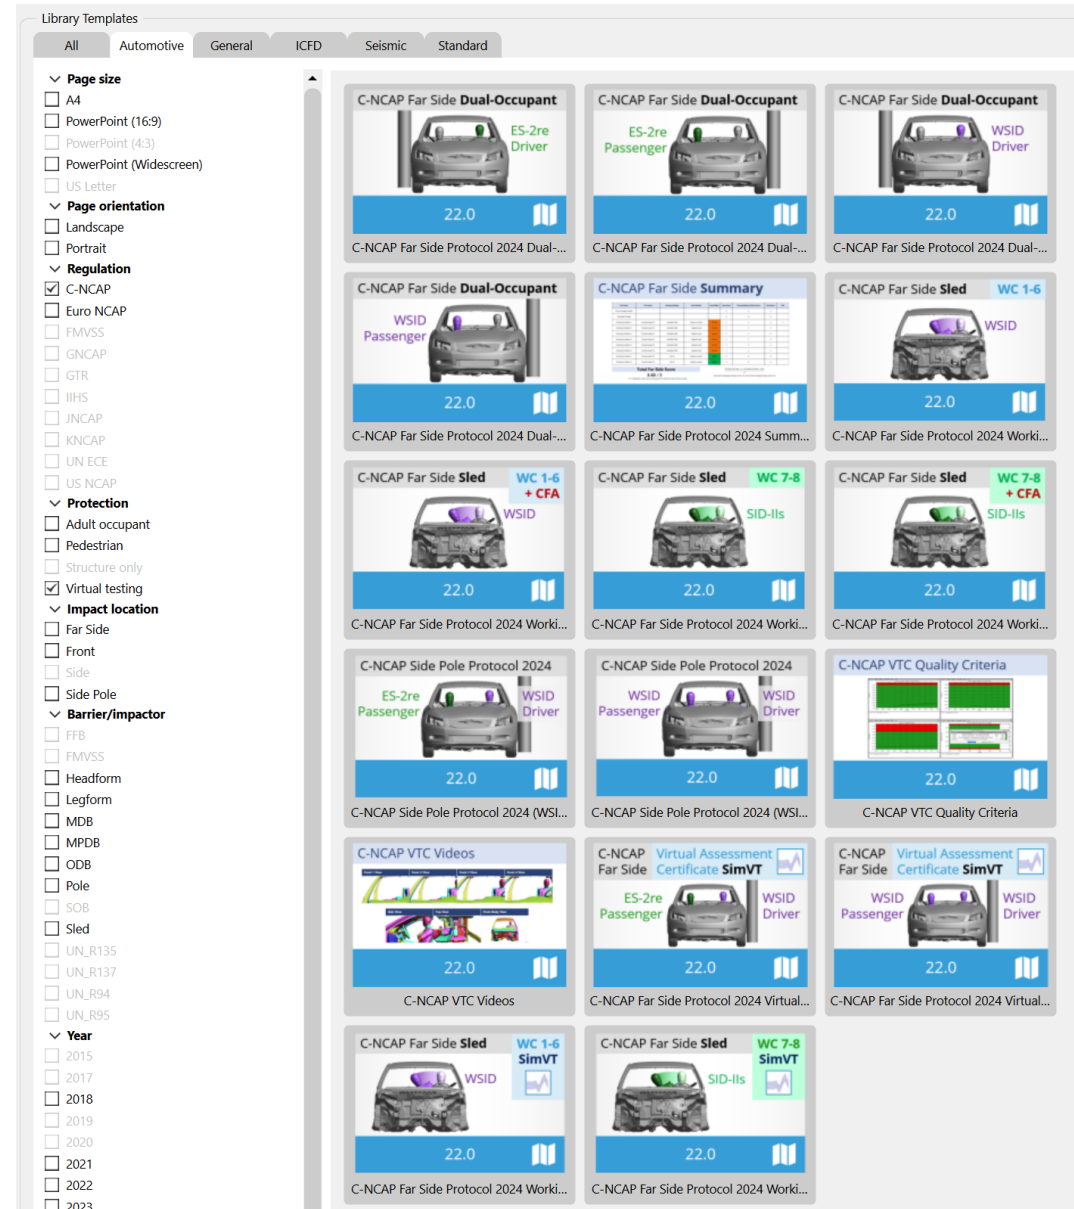 Library Templates
All
Automotive
General
ICFD
Seismic
Standard
Page size
A4
PowerPoint (16:9)
PowerPoint (4:3)
PowerPoint (Widescreen)
US Letter
Page orientation
Landscape
Portrait
Regulation
C-NCAP
Euro NCAP
FMVSS
GNCAP
GTR
IIHS
JNCAP
KNCAP
UN ECE
US NCAP
Protection
Adult occupant
Pedestrian
Structure only
Virtual testing
Impact location
Far Side
Front
Side
Side Pole
Barrier/impactor
FFB
FMVSS
Headform
Legform
MDB
MPDB
ODB
Pole
SOB
Sled
UN_R135
UN_R137
UN_R94
UN_R95
Year
2015
2017
2018
2019
2020
2021
2022
2023
C-NCAP Far Side Dual-Occupant
ES-2re
Driver
22.0
C-NCAP Far Side Protocol 2024 Dual-...
C-NCAP Far Side Dual-Occupant
ES-2re
Passenger
22.0
C-NCAP Far Side Protocol 2024 Dual-...
C-NCAP Far Side Dual-Occupant
WSID
Driver
22.0
C-NCAP Far Side Protocol 2024 Dual-...
C-NCAP Far Side Dual-Occupant
WSID
Passenger
22.0
C-NCAP Far Side Protocol 2024 Dual-...
C-NCAP Far Side Summary
Total Far Side Score
22.0
C-NCAP Far Side Protocol 2024 Summ...
C-NCAP Far Side Sled
WC 1-6
WSID
22.0
C-NCAP Far Side Protocol 2024 Worki...
C-NCAP Far Side Sled
WC 1-6
+ CFA
WSID
22.0
C-NCAP Far Side Protocol 2024 Worki...
C-NCAP Far Side Sled
WC 7-8
SID-IIs
22.0
C-NCAP Far Side Protocol 2024 Worki...
C-NCAP Far Side Sled
WC 7-8
+ CFA
SID-IIs
22.0
C-NCAP Far Side Protocol 2024 Worki...
C-NCAP Side Pole Protocol 2024
ES-2re
Passenger
WSID
Driver
22.0
C-NCAP Side Pole Protocol 2024 (WSI...
C-NCAP Side Pole Protocol 2024
WSID
Passenger
WSID
Driver
22.0
C-NCAP Side Pole Protocol 2024 (WSI...
C-NCAP VTC Quality Criteria
22.0
C-NCAP VTC Quality Criteria
C-NCAP VTC Videos
22.0
C-NCAP VTC Videos
C-NCAP
Far Side
Virtual Assessment
Certificate SimVT
ES-2re
Passenger
WSID
Driver
22.0
C-NCAP Far Side Protocol 2024 Virtual...
C-NCAP
Far Side
Virtual Assessment
Certificate SimVT
WSID
Passenger
WSID
Driver
22.0
C-NCAP Far Side Protocol 2024 Virtual...
C-NCAP Far Side Sled
WC 1-6
SimVT
WSID
22.0
C-NCAP Far Side Protocol 2024 Worki...
C-NCAP Far Side Sled
WC 7-8
SimVT
SID-IIs
22.0
C-NCAP Far Side Protocol 2024 Worki...